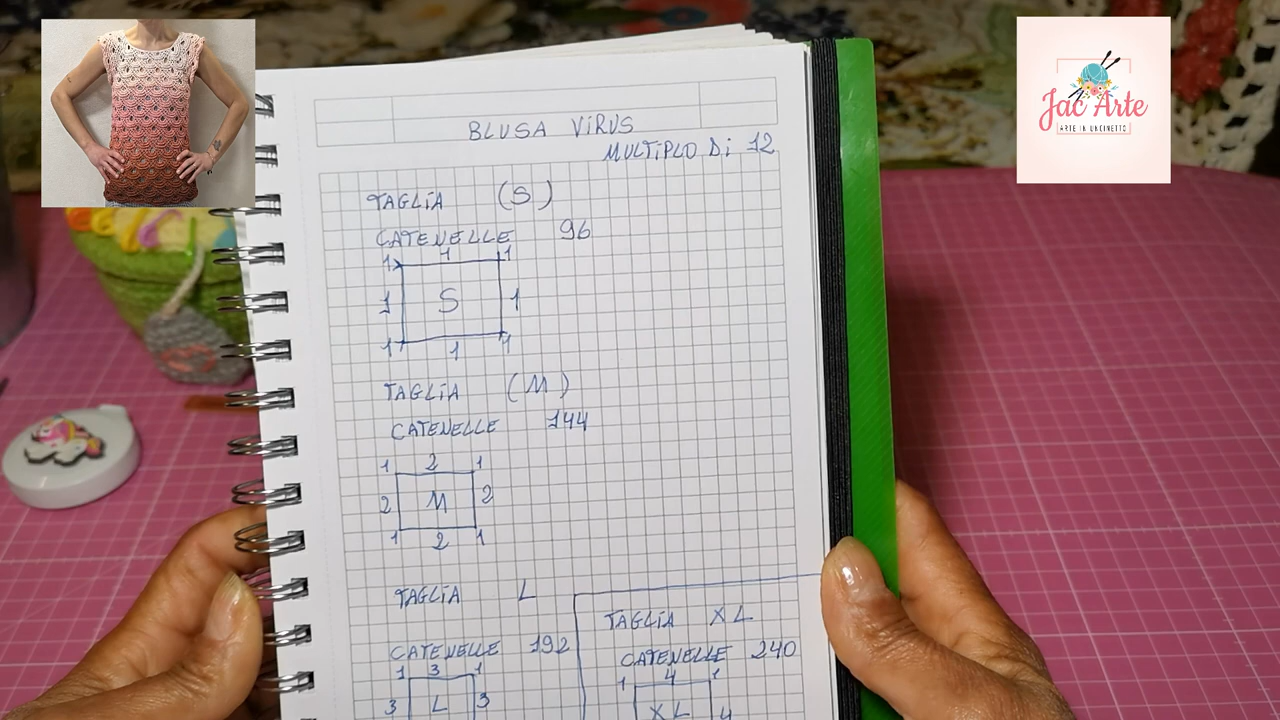 BLUSA VIRUS
MULTIPLO Di 12
TAGLiA (S)
CATENELLE 96
1 1 1
1 S 1
1 1 1
TAGLiA (M)
CATENELLE 144
1 2 1
2 M 2
1 2 1
TAGLiA L
CATENELLE 192
1 3 1
3 L 3
TAGLiA XL
CATENELLE 240
1 4 1
XL 4
Jac Arte
ARTE IN UNCINETTO